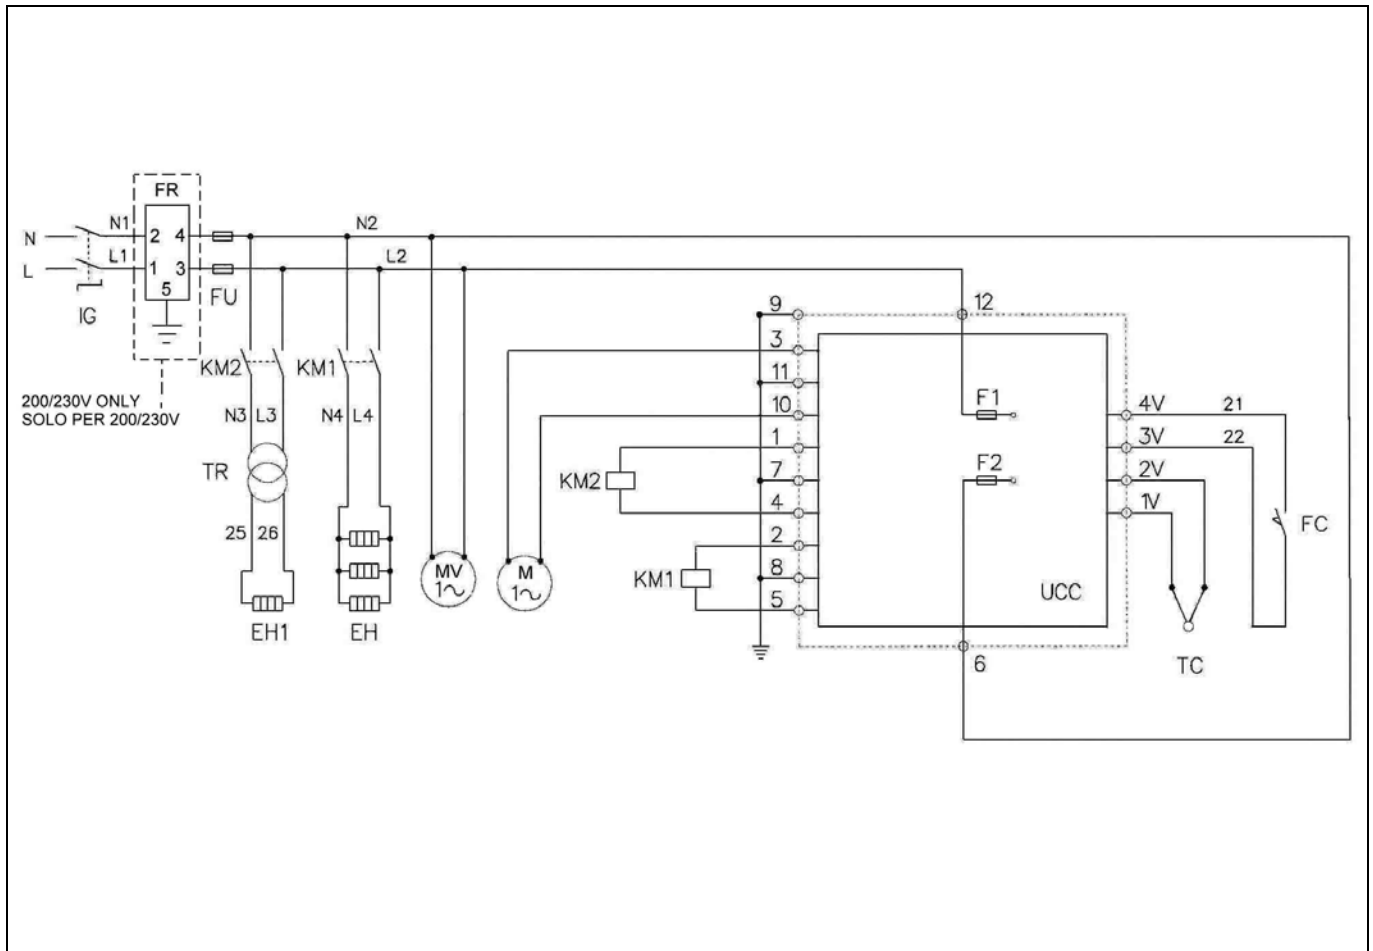 FR
N
N1
2 4
N2
L
L1
1 3
L2
5
FU
IG
KM2
KM1
200/230V ONLY
SOLO PER 200/230V
N3 L3
N4 L4
TR
25 26
EH1
EH
MV
1~
M
1~
9
12
3
11
10
1
7
4
2
8
5
6
KM2
KM1
F1
F2
UCC
4V
3V
2V
1V
21
22
FC
TC